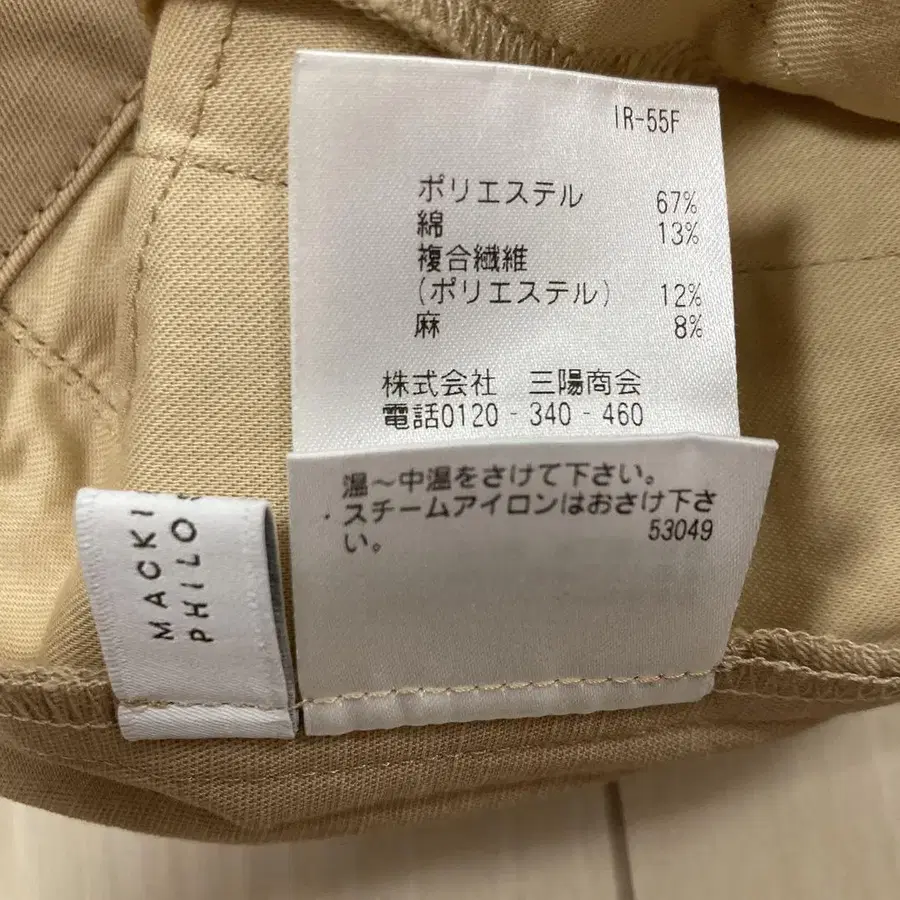 IR-55F
ポリエステル 67%
綿 13%
複合繊維
(ポリエステル) 12%
麻 8%
株式会社 三陽商会
電話0120-340-460
温～中温をさけて下さい。
・スチームアイロンはおさけ下さ
い。 53049
MACKI
PHILO